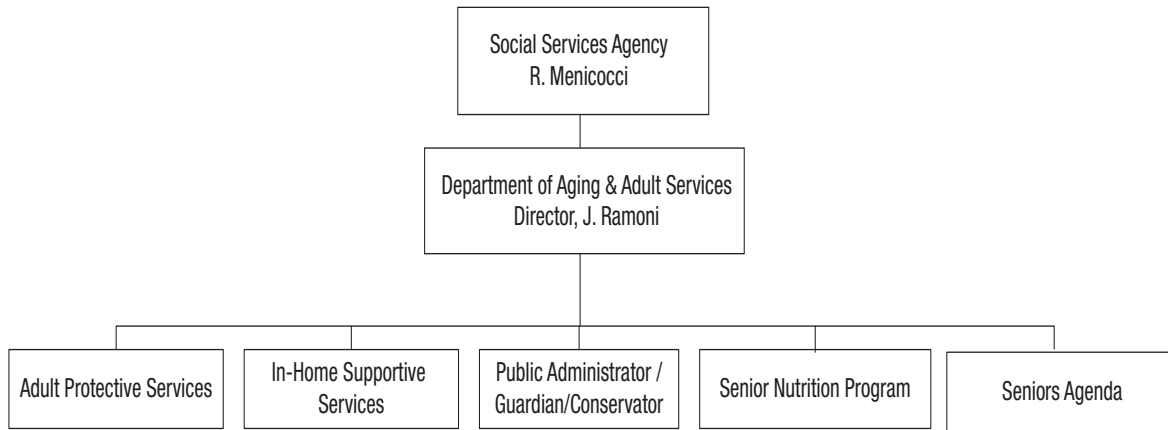 Social Services Agency
R. Menicocci
Department of Aging & Adult Services
Director, J. Ramoni
Adult Protective Services
In-Home Supportive
Services
Public Administrator /
Guardian/Conservator
Senior Nutrition Program
Seniors Agenda